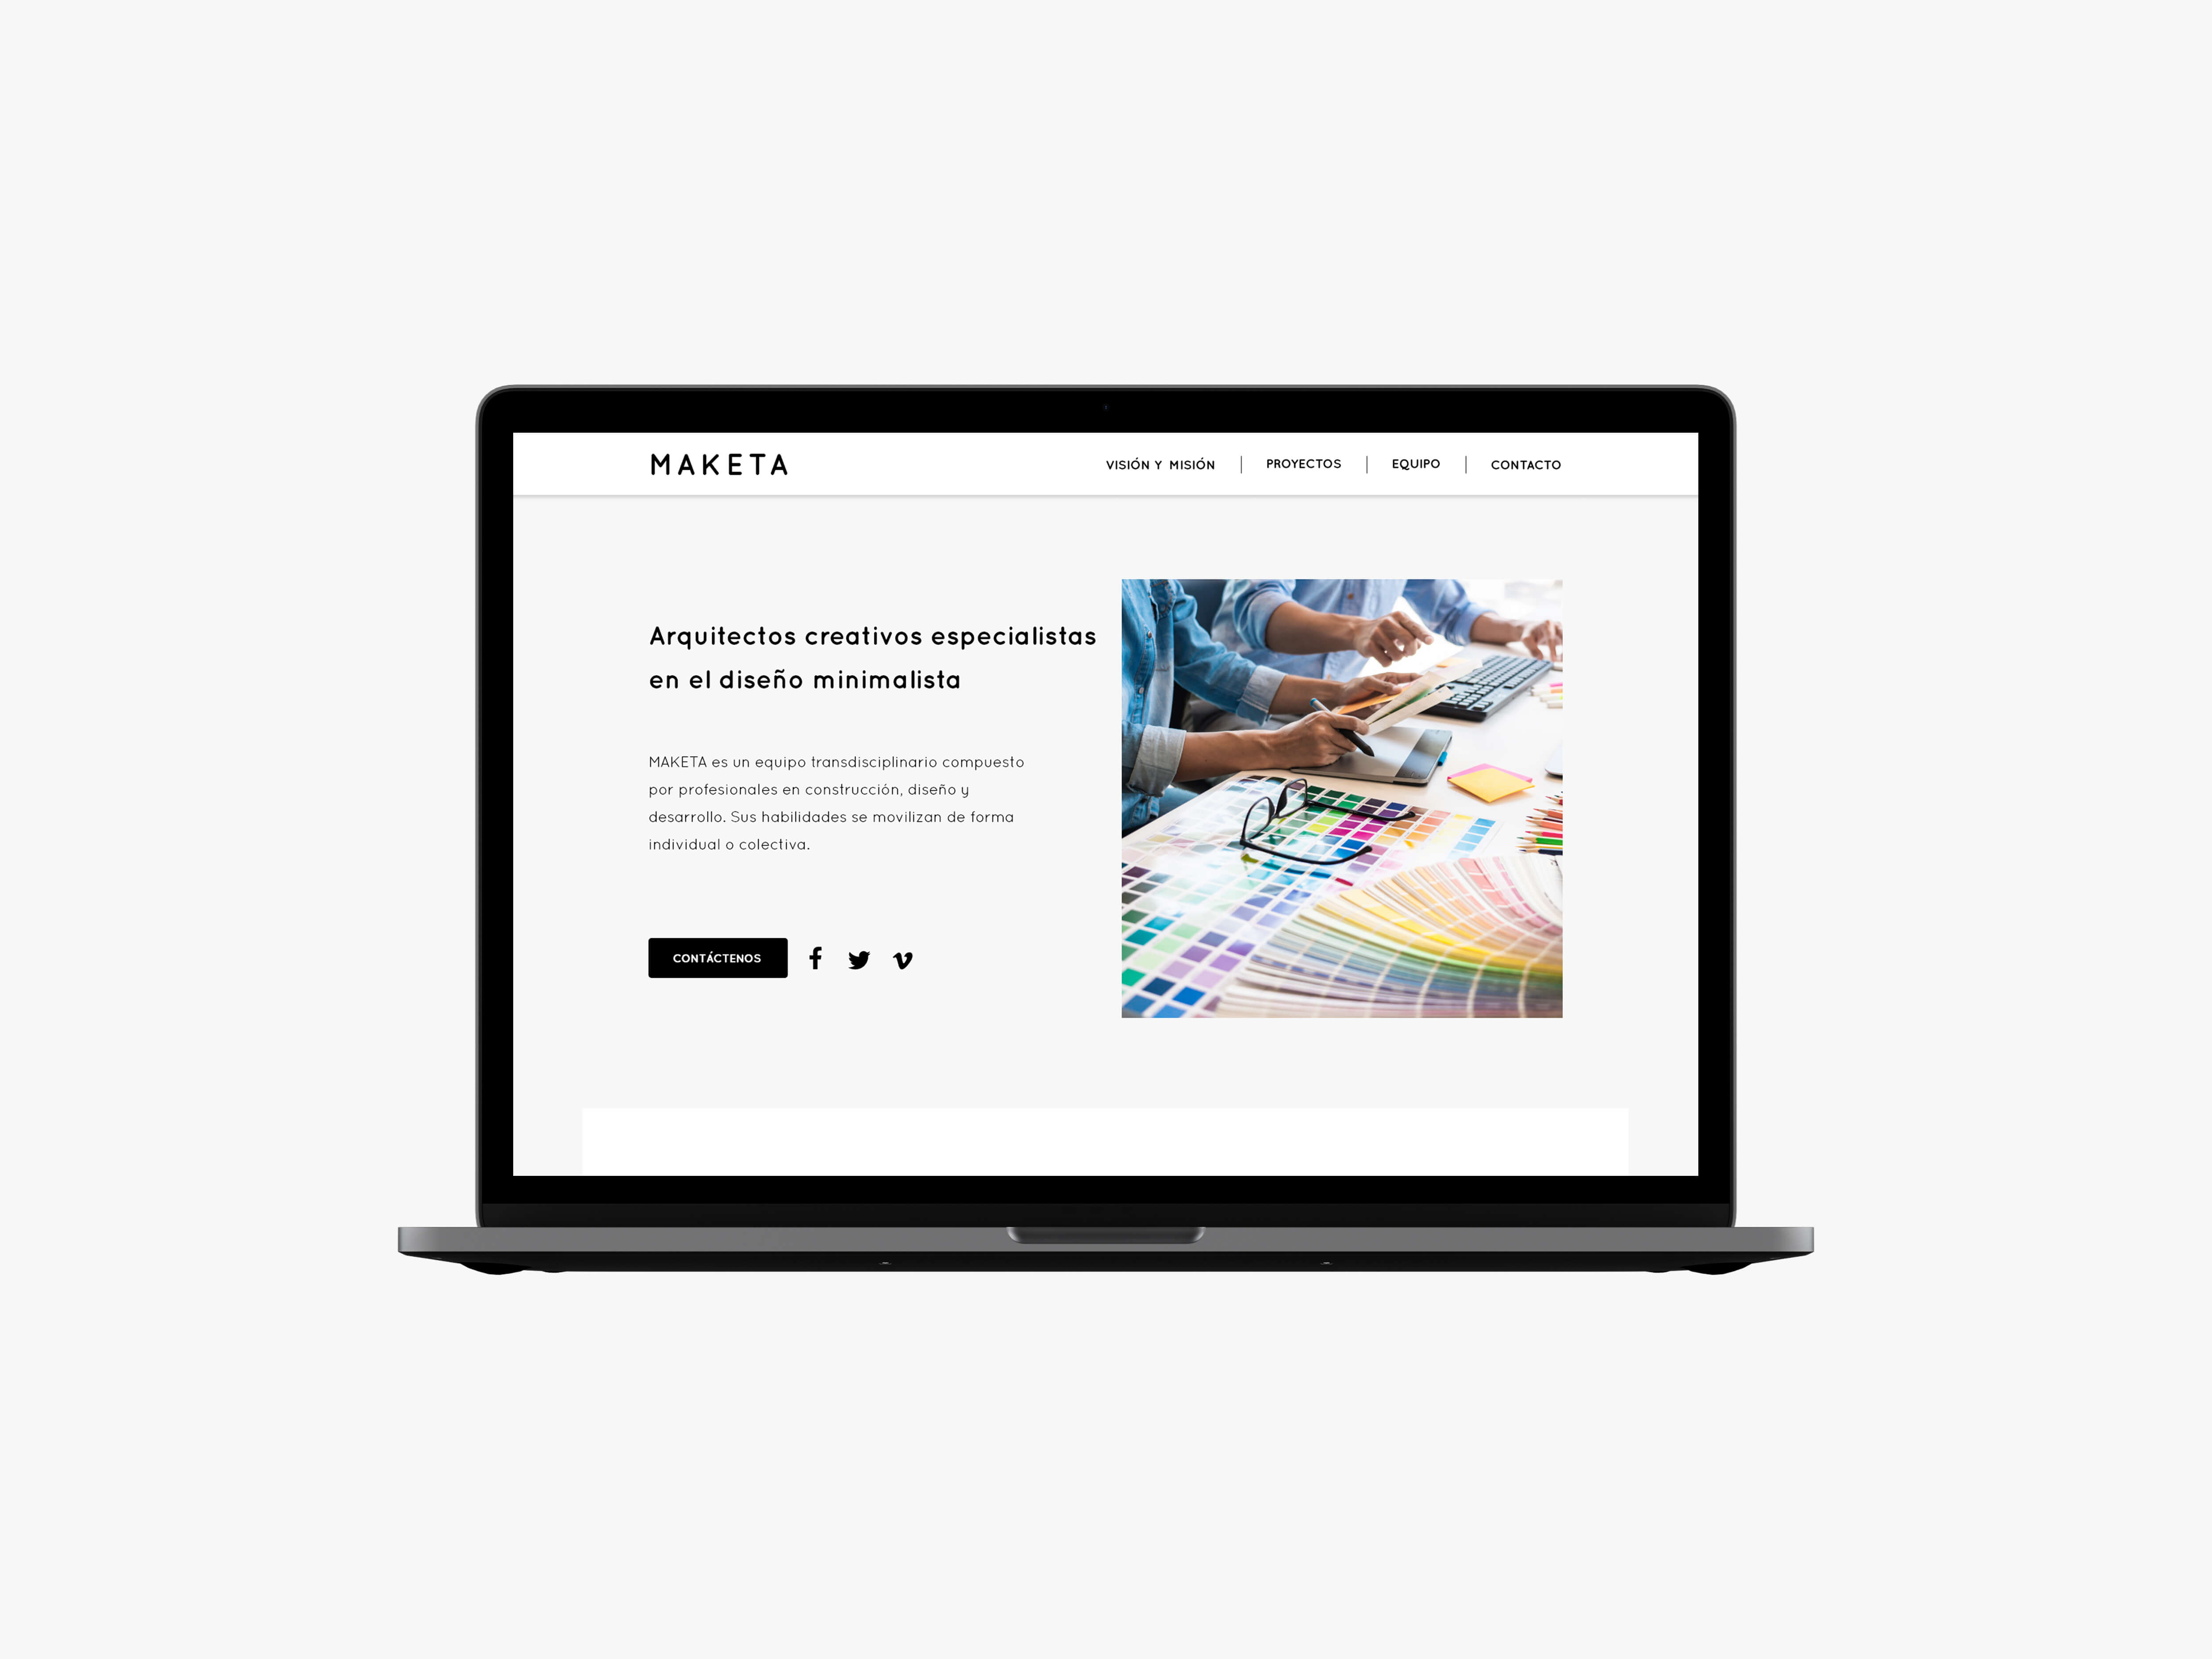 MAKETA
VISIÓN Y MISIÓN | PROYECTOS | EQUIPO | CONTACTO
Arquitectos creativos especialistas
en el diseño minimalista
MAKETA es un equipo transdisciplinario compuesto
por profesionales en construcción, diseño y
desarrollo. Sus habilidades se movilizan de forma
individual o colectiva.
CONTÁCTENOS